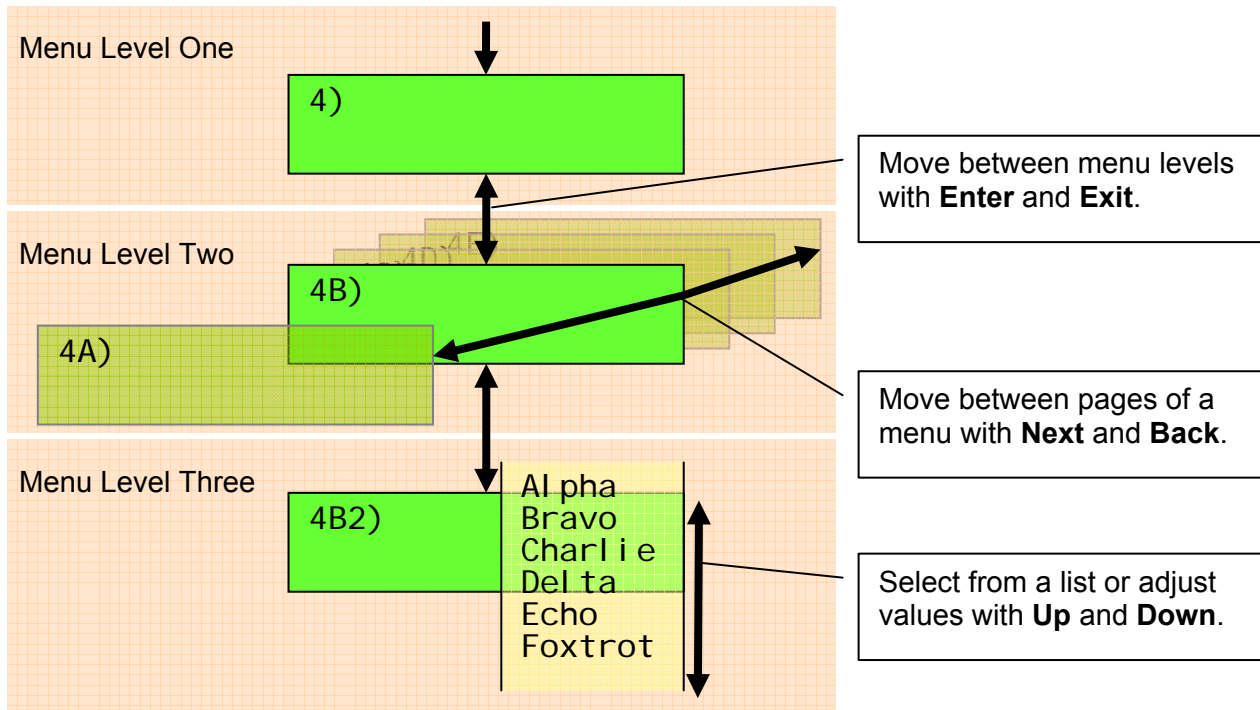 Menu Level One
4)
Move between menu levels
with Enter and Exit.
Menu Level Two
4E)
4D)
4B)
4A)
Move between pages of a
menu with Next and Back.
Menu Level Three
4B2)
Alpha
Bravo
Charlie
Delta
Echo
Foxtrot
Select from a list or adjust
values with Up and Down.